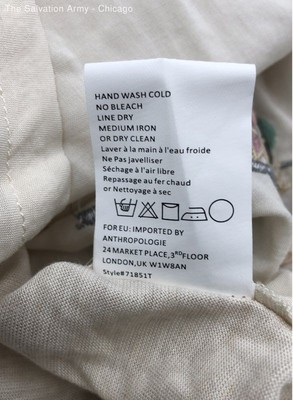 The Salvation Army - Chicago
HAND WASH COLD
NO BLEACH
LINE DRY
MEDIUM IRON
OR DRY CLEAN
Laver à la main à l'eau froide
Ne Pas Javelliser
Séchage à l'air libre
Repassage au fer chaud
or Nettoyage à sec
FOR EU: IMPORTED BY
ANTHROPOLOGIE
24 MARKET PLACE,3RD FLOOR
LONDON,UK W1W8AN
Style#71851T